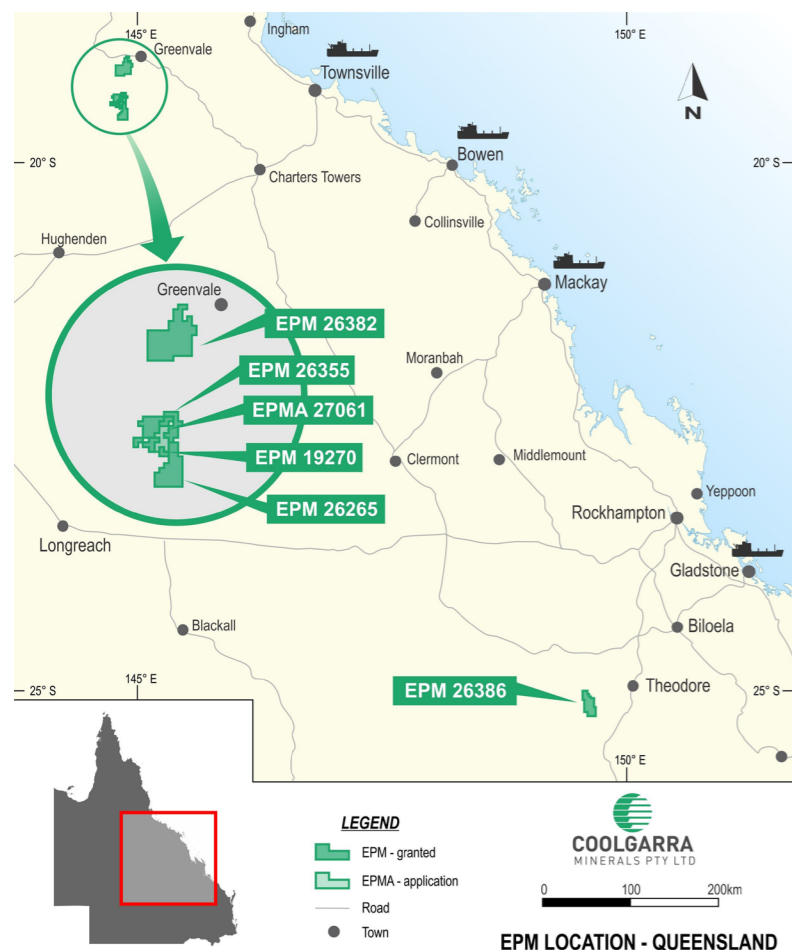 145° E
150° E
Ingham
Greenvale
Townsville
N
20° S
20° S
Bowen
Charters Towers
Collinsville
Hughenden
Mackay
Greenvale
EPM 26382
EPM 26355
Moranbah
EPMA 27061
EPM 19270
Clermont
Middlemount
EPM 26265
Yeppoon
Rockhampton
Longreach
Gladstone
Blackall
Biloela
EPM 26386
Theodore
25° S
145° E
25° S
150° E
LEGEND
EPM - granted
EPMA - application
Road
Town
COOLGARRA
MINERALS PTY LTD
0 100 200km
EPM LOCATION - QUEENSLAND